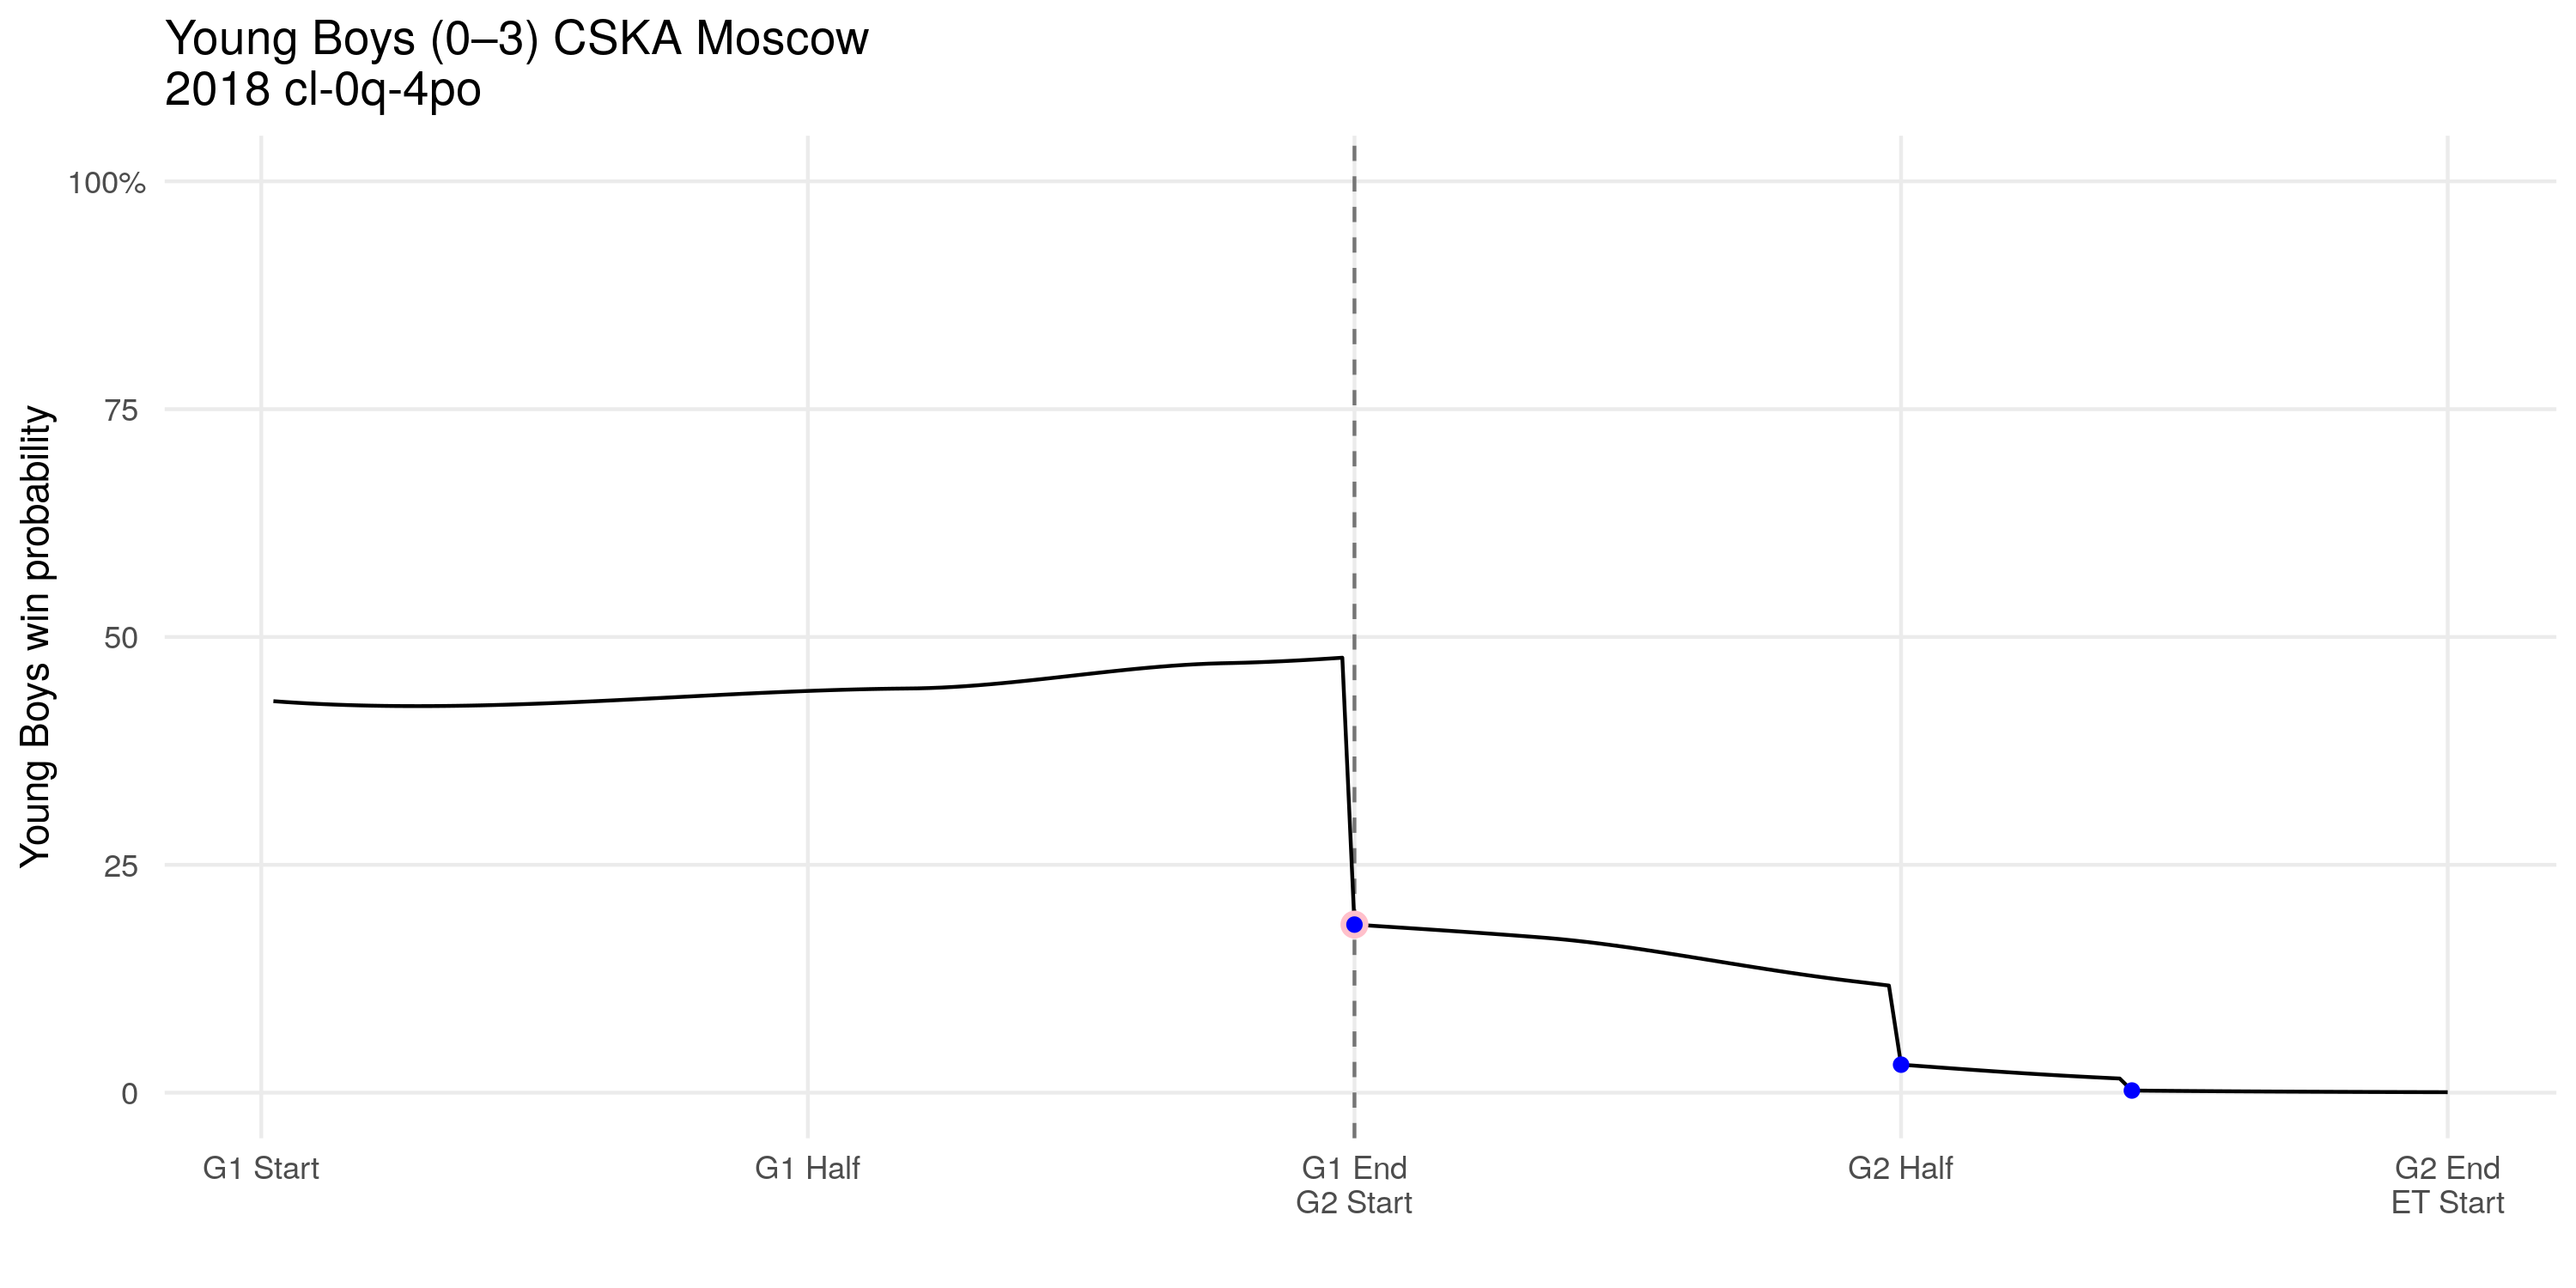 Young Boys (0–3) CSKA Moscow
2018 cl-0q-4po
Young Boys win probability
100%
75
50
25
0
G1 Start
G1 Half
G1 End
G2 Start
G2 Half
G2 End
ET Start